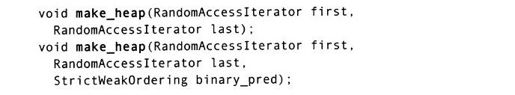 void make_heap(RandomAccessIterator first,
RandomAccessIterator last);
void make_heap(RandomAccessIterator first,
RandomAccessIterator last,
StrictWeakOrdering binary_pred);